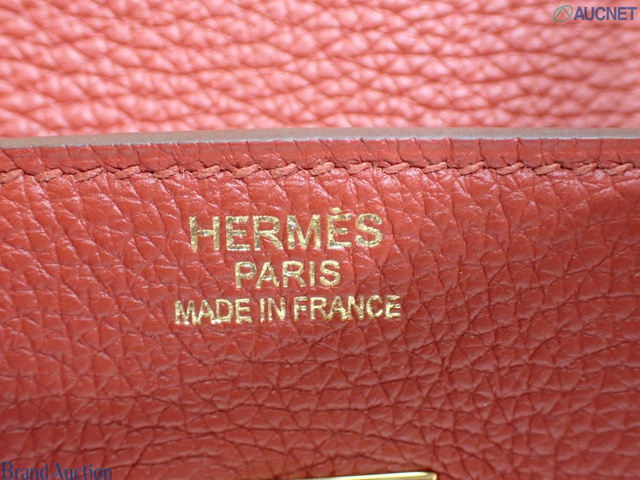 AUCNET
HERMÈS
PARIS
MADE IN FRANCE
Brand Auction